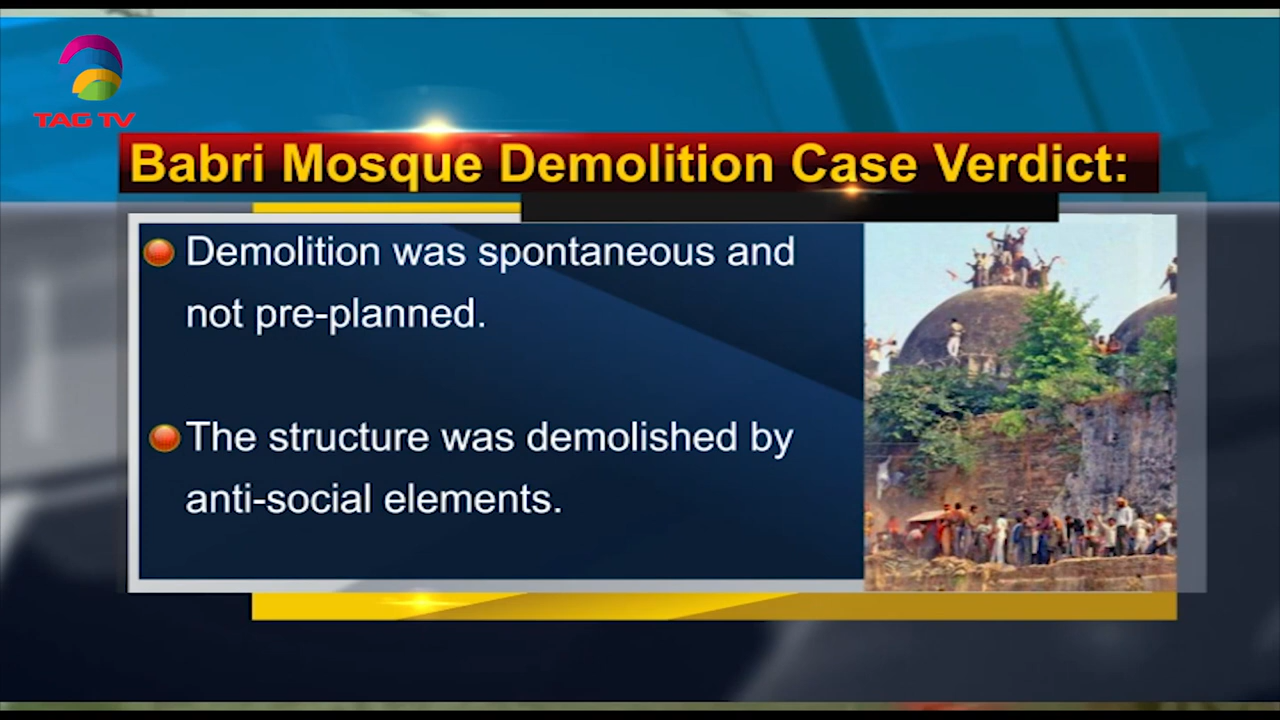 TAG TV
Babri Mosque Demolition Case Verdict:
Demolition was spontaneous and
not pre-planned.
The structure was demolished by
anti-social elements.